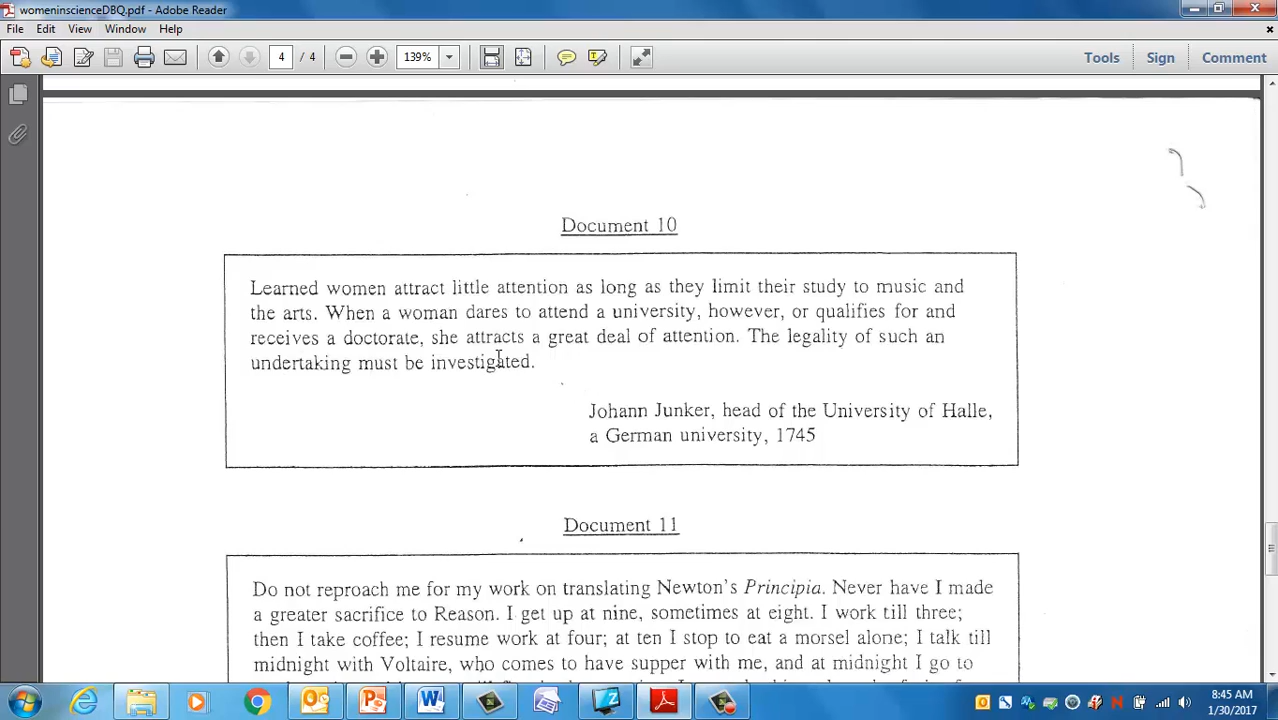 womeninscienceDBQ.pdf - Adobe Reader
File Edit View Window Help
4 / 4 139% Tools Sign Comment
Document 10
Learned women attract little attention as long as they limit their study to music and
the arts. When a woman dares to attend a university, however, or qualifies for and
receives a doctorate, she attracts a great deal of attention. The legality of such an
undertaking must be investigated.
Johann Junker, head of the University of Halle,
a German university, 1745
Document 11
Do not reproach me for my work on translating Newton's Principia. Never have I made
a greater sacrifice to Reason. I get up at nine, sometimes at eight. I work till three;
then I take coffee; I resume work at four; at ten I stop to eat a morsel alone; I talk till
midnight with Voltaire, who comes to have supper with me, and at midnight I go to
8:45 AM
1/30/2017